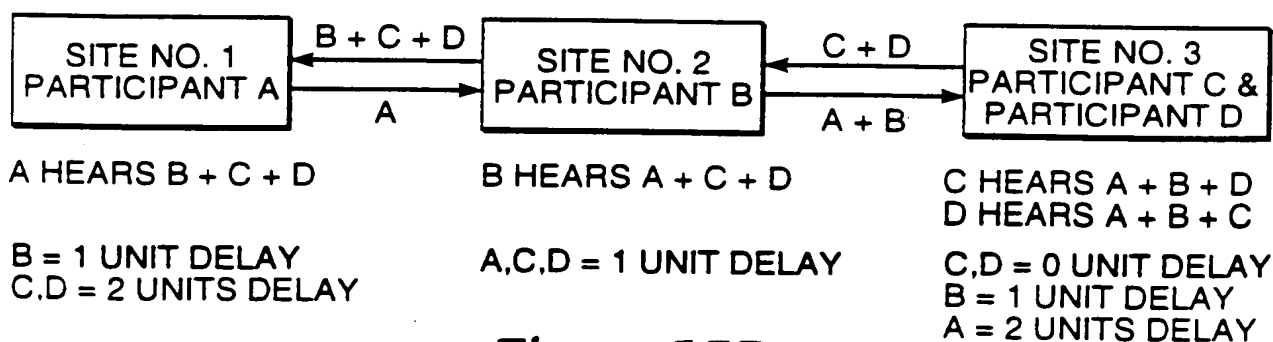 SITE NO. 1
PARTICIPANT A
B + C + D
A
SITE NO. 2
PARTICIPANT B
C + D
A + B
SITE NO. 3
PARTICIPANT C &
PARTICIPANT D
A HEARS B + C + D
B = 1 UNIT DELAY
C,D = 2 UNITS DELAY
B HEARS A + C + D
A,C,D = 1 UNIT DELAY
C HEARS A + B + D
D HEARS A + B + C
C,D = 0 UNIT DELAY
B = 1 UNIT DELAY
A = 2 UNITS DELAY